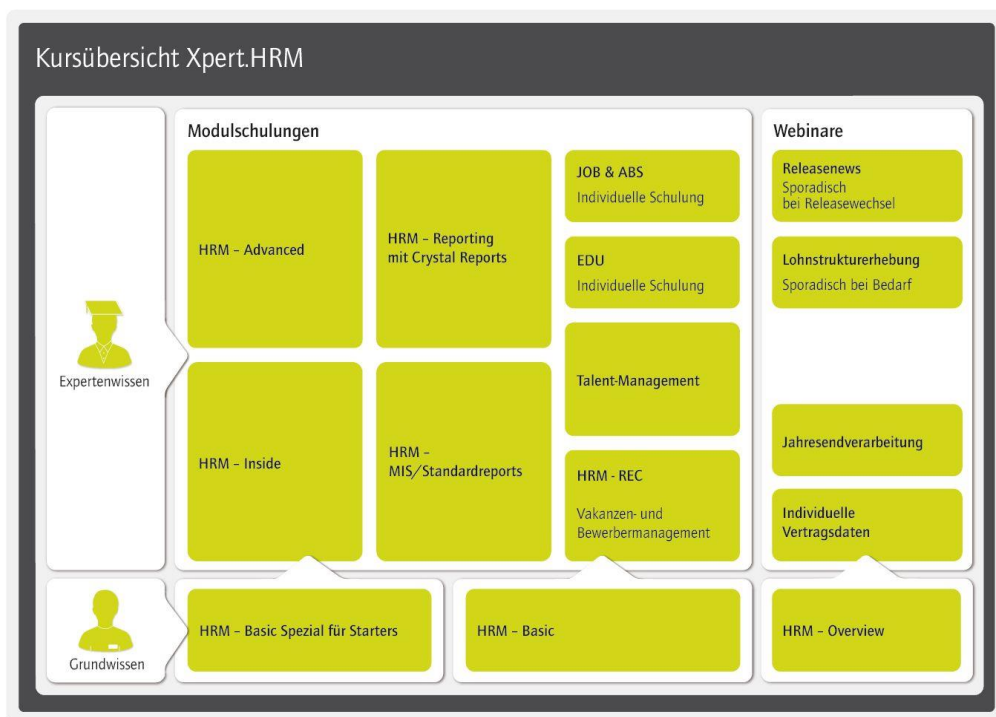 Kursübersicht Xpert.HRM
Expertenwissen
Modulschulungen
HRM – Advanced
HRM – Reporting
mit Crystal Reports
JOB & ABS
Individuelle Schulung
EDU
Individuelle Schulung
Talent-Management
HRM – Inside
HRM –
MIS/Standardreports
HRM - REC
Vakanzen- und
Bewerbermanagement
Webinare
Releasenews
Sporadisch
bei Releasewechsel
Lohnstrukturerhebung
Sporadisch bei Bedarf
Jahresendverarbeitung
Individuelle
Vertragsdaten
Grundwissen
HRM – Basic Spezial für Starters
HRM – Basic
HRM – Overview